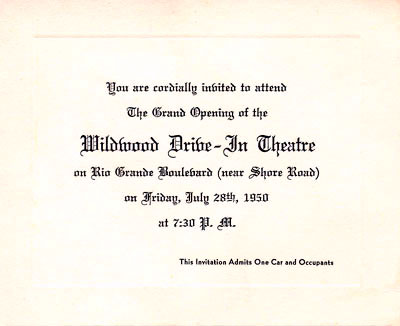 You are cordially invited to attend
The Grand Opening of the
Wildwood Drive-In Theatre
on Rio Grande Boulevard (near Shore Road)
on Friday, July 28th, 1950
at 7:30 P. M.
This Invitation Admits One Car and Occupants